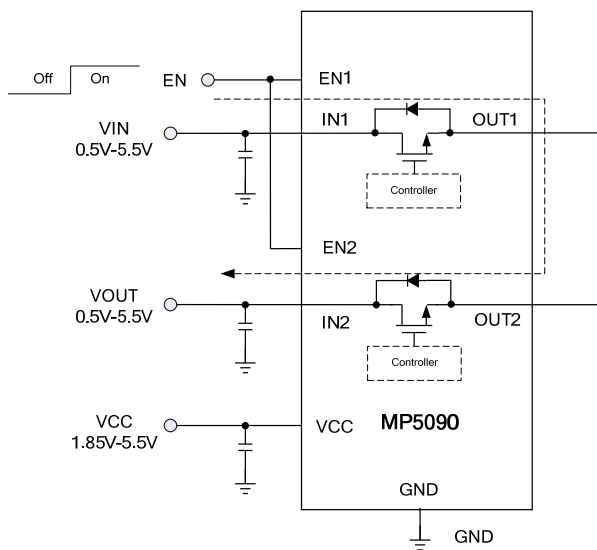 Off
On
EN
EN1
VIN
0.5V-5.5V
IN1
OUT1
Controller
EN2
VOUT
0.5V-5.5V
IN2
OUT2
Controller
VCC
1.85V-5.5V
VCC
MP5090
GND
GND